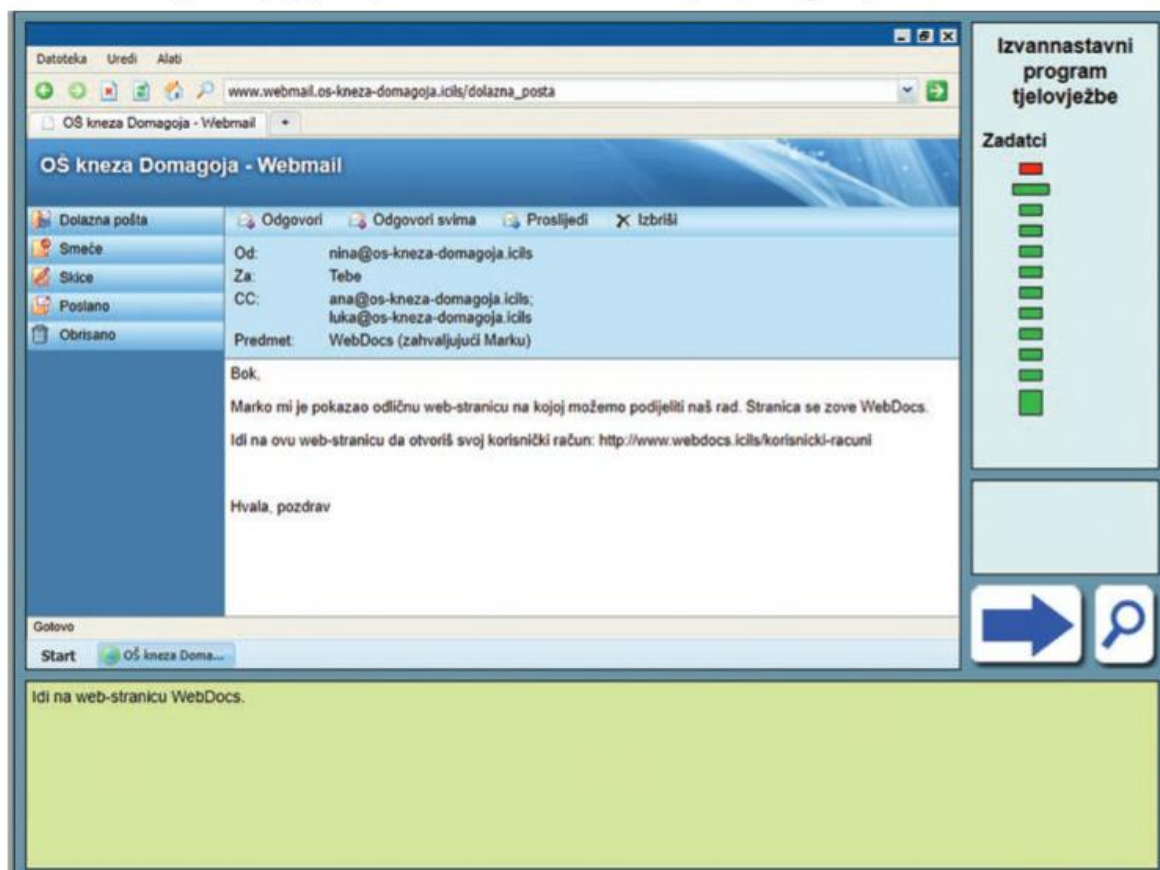 Datoteka Uredi Alati
www.webmail.os-kneza-domagoja.icils/dolazna_posta
OŠ kneza Domagoja - Webmail +
OŠ kneza Domagoja - Webmail
Dolazna pošta
Smeće
Skice
Poslano
Obrisano
Odgovori Odgovori svima Proslijedi Izbriši
Od: nina@os-kneza-domagoja.icils
Za: Tebe
CC: ana@os-kneza-domagoja.icils;
luka@os-kneza-domagoja.icils
Predmet: WebDocs (zahvaljujući Marku)
Bok,
Marko mi je pokazao odličnu web-stranicu na kojoj možemo podijeliti naš rad. Stranica se zove WebDocs.
Idi na ovu web-stranicu da otvoriš svoj korisnički račun: http://www.webdocs.icils/korisnicki-racuni
Hvala, pozdrav
Gotovo
Start OŠ kneza Doma...
Izvannastavni
program
tjelovježbe
Zadatci
Idi na web-stranicu WebDocs.